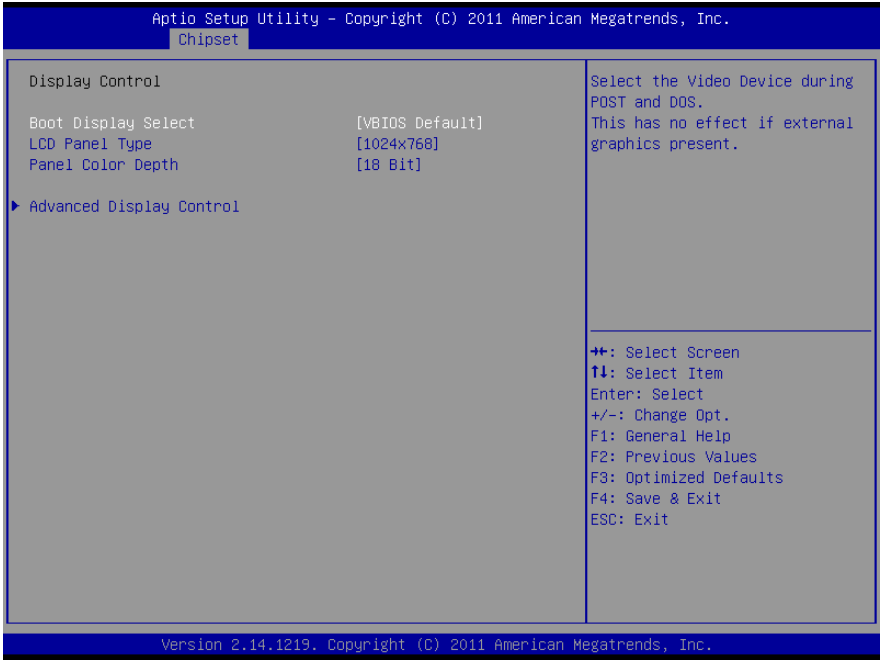 Aptio Setup Utility – Copyright (C) 2011 American Megatrends, Inc.
Chipset
Display Control
Boot Display Select [VBIOS Default]
LCD Panel Type [1024x768]
Panel Color Depth [18 Bit]
► Advanced Display Control
Select the Video Device during
POST and DOS.
This has no effect if external
graphics present.
→←: Select Screen
↑↓: Select Item
Enter: Select
+/-: Change Opt.
F1: General Help
F2: Previous Values
F3: Optimized Defaults
F4: Save & Exit
ESC: Exit
Version 2.14.1219. Copyright (C) 2011 American Megatrends, Inc.